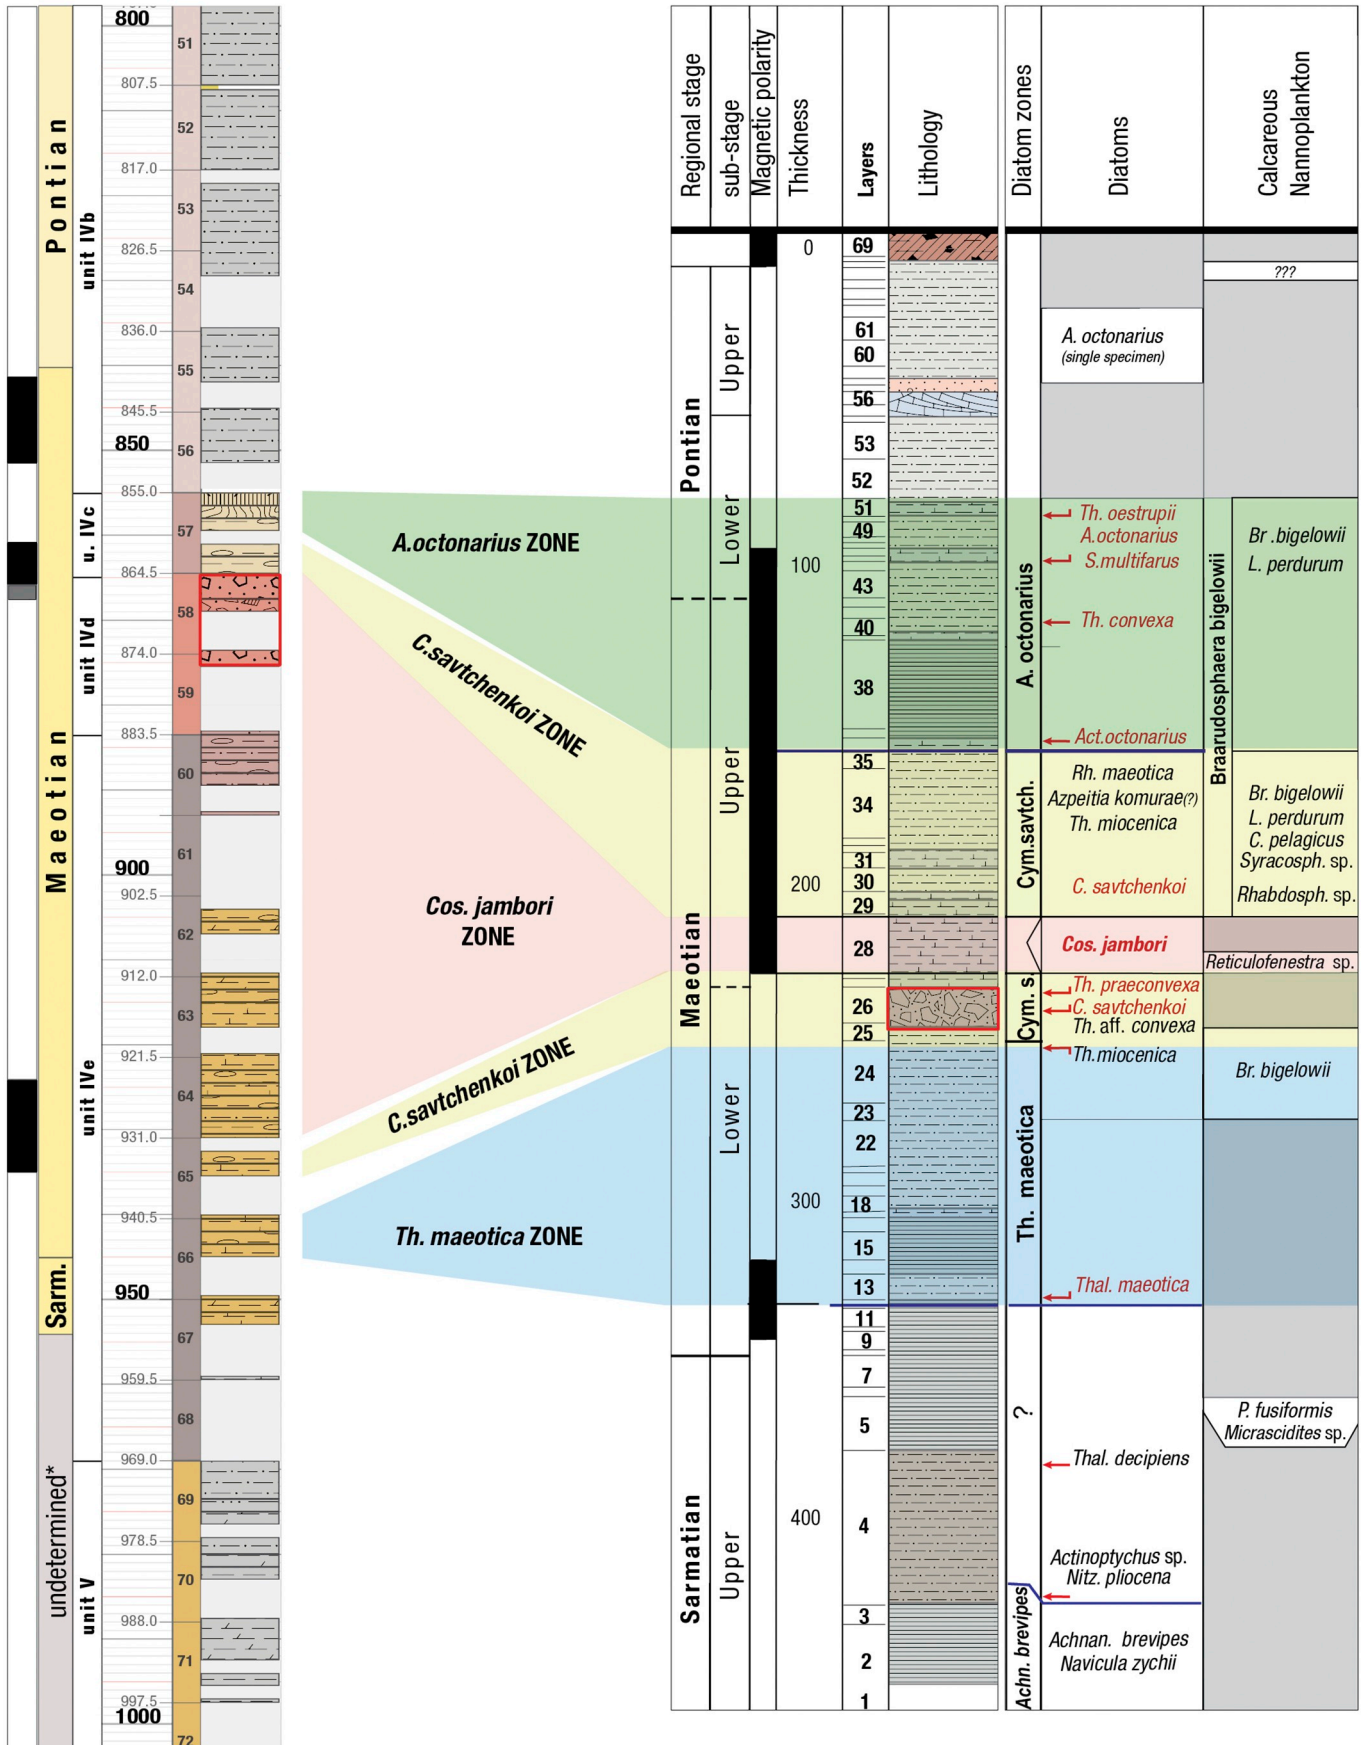 800
807.5
817.0
826.5
836.0
845.5
850
855.0
864.5
874.0
883.5
900
902.5
912.0
921.5
931.0
940.5
950
959.5
969.0
978.5
988.0
997.5
1000
Pontian
Maeotian
Sarm.
undetermined*
unit IVb
u. IVc
unit IVd
unit IVe
unit V
51
52
53
54
55
56
57
58
59
60
61
62
63
64
65
66
67
68
69
70
71
72
A.octonarius ZONE
C.savtchenkoi ZONE
Cos. jambori
ZONE
C.savtchenkoi ZONE
Th. maeotica ZONE
Regional stage
sub-stage
Magnetic polarity
Thickness
Layers
Lithology
Diatom zones
Diatoms
Calcareous
Nannoplankton
Pontian
Maeotian
Sarmatian
Upper
Lower
Upper
Lower
Upper
0
100
200
300
400
69
61
60
56
53
52
51
49
43
40
38
35
34
31
30
29
28
26
25
24
23
22
18
15
13
11
9
7
5
4
3
2
1
A. octonarius
Cym.savtch.
Cym. s.
Th. maeotica
?
Achn. brevipes
A. octonarius
(single specimen)
Th. oestrupii
A.octonarius
S.multifarus
Th. convexa
Act.octonarius
Rh. maeotica
Azpeitia komurae(?)
Th. miocenica
C. savtchenkoi
Cos. jambori
Th. praeconvexa
C. savtchenkoi
Th. aff. convexa
Th.miocenica
Thal. maeotica
Thal. decipiens
Actinoptychus sp.
Nitz. pliocena
Achnan. brevipes
Navicula zychii
???
Braarudosphaera bigelowii
Br .bigelowii
L. perdurum
Br. bigelowii
L. perdurum
C. pelagicus
Syracosph. sp.
Rhabdosph. sp.
Reticulofenestra sp.
Br. bigelowii
P. fusiformis
Micrascidites sp.